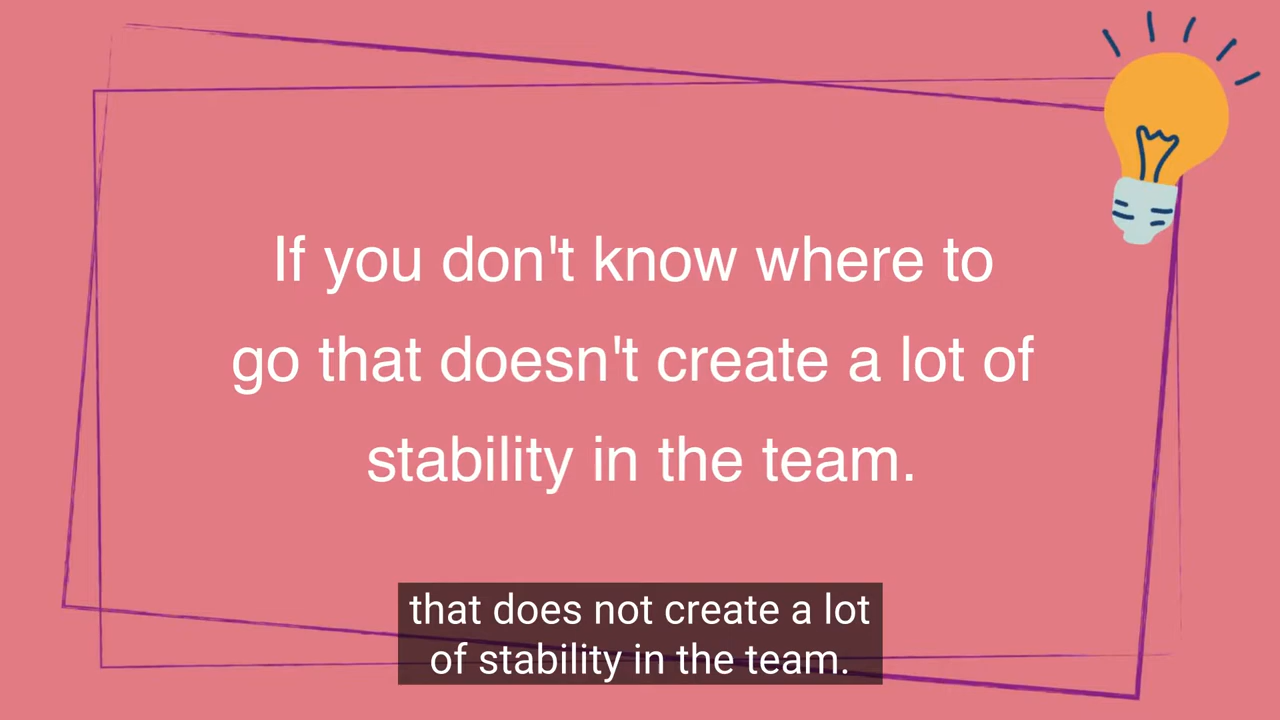 If you don't know where to
go that doesn't create a lot of
stability in the team.
that does not create a lot
of stability in the team.